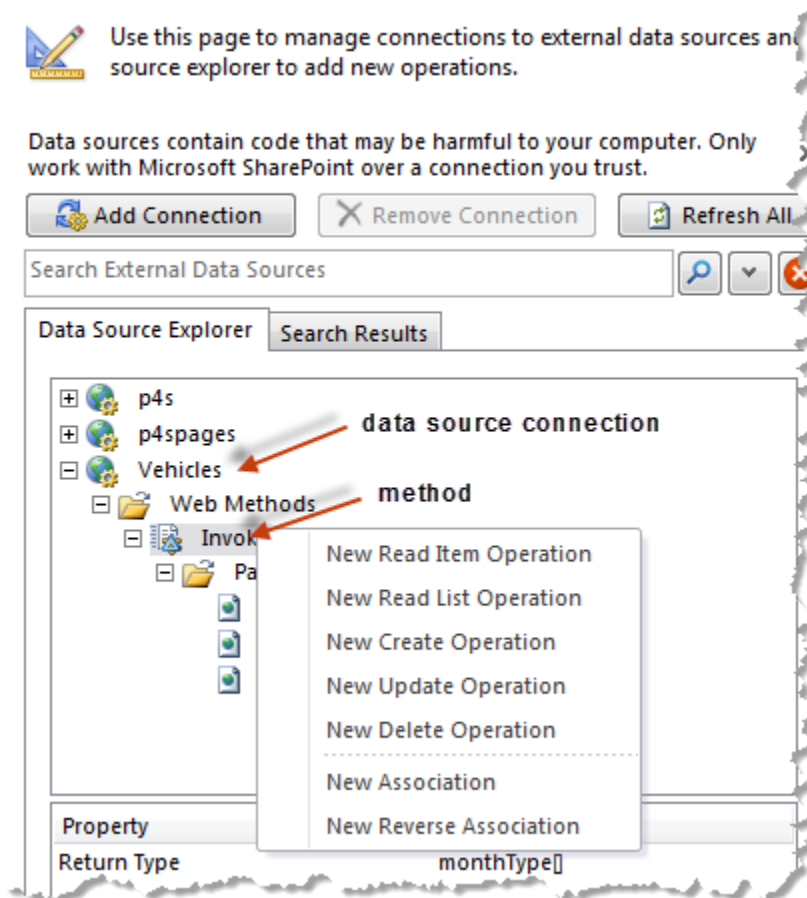 Use this page to manage connections to external data sources and
source explorer to add new operations.
Data sources contain code that may be harmful to your computer. Only
work with Microsoft SharePoint over a connection you trust.
Add Connection Remove Connection Refresh All
Search External Data Sources
Data Source Explorer Search Results
p4s
p4spages
data source connection
Vehicles
method
Web Methods
Invok
Pa
New Read Item Operation
New Read List Operation
New Create Operation
New Update Operation
New Delete Operation
New Association
New Reverse Association
Property
Return Type monthType[]